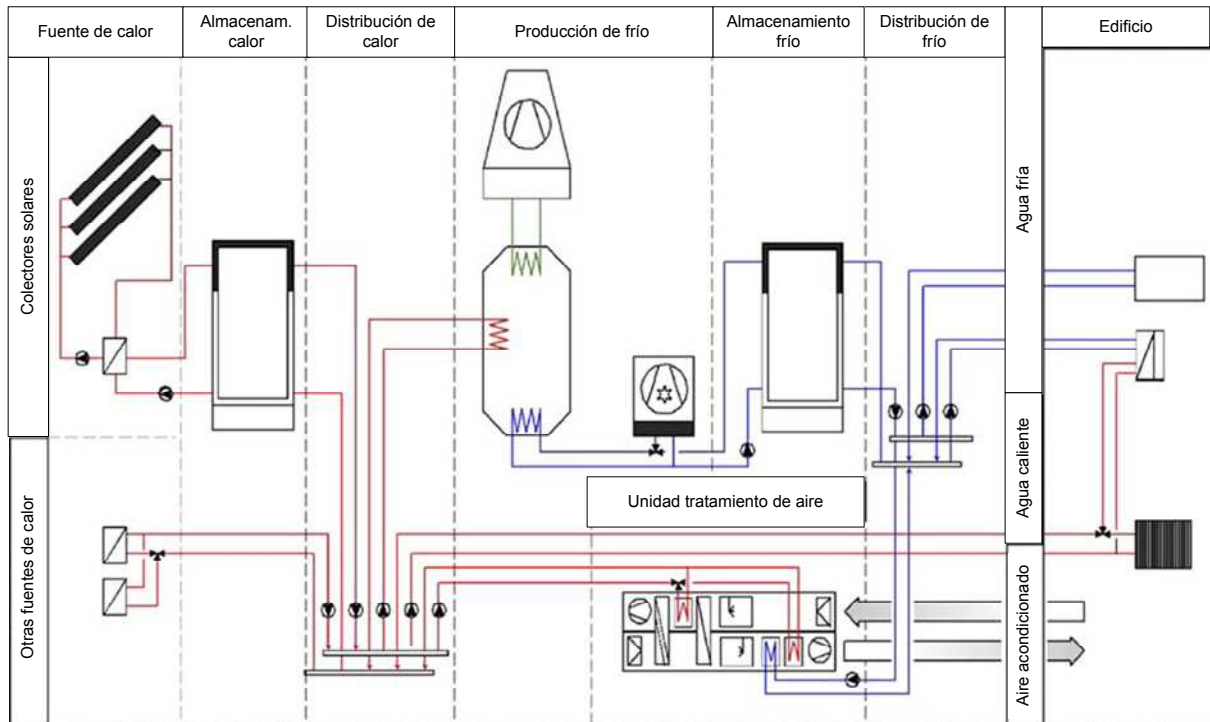 Fuente de calor
Almacenam.
calor
Distribución de
calor
Producción de frío
Almacenamiento
frío
Distribución de
frío
Edificio
Colectores solares
Otras fuentes de calor
Agua fría
Agua caliente
Aire acondicionado
Unidad tratamiento de aire